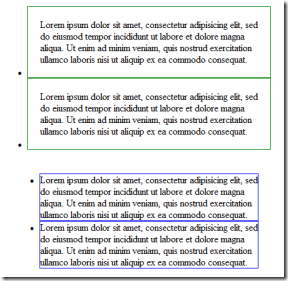 Lorem ipsum dolor sit amet, consectetur adipisicing elit, sed
do eiusmod tempor incididunt ut labore et dolore magna
aliqua. Ut enim ad minim veniam, quis nostrud exercitation
ullamco laboris nisi ut aliquip ex ea commodo consequat.
Lorem ipsum dolor sit amet, consectetur adipisicing elit, sed
do eiusmod tempor incididunt ut labore et dolore magna
aliqua. Ut enim ad minim veniam, quis nostrud exercitation
ullamco laboris nisi ut aliquip ex ea commodo consequat.
Lorem ipsum dolor sit amet, consectetur adipisicing elit, sed
do eiusmod tempor incididunt ut labore et dolore magna
aliqua. Ut enim ad minim veniam, quis nostrud exercitation
ullamco laboris nisi ut aliquip ex ea commodo consequat.
Lorem ipsum dolor sit amet, consectetur adipisicing elit, sed
do eiusmod tempor incididunt ut labore et dolore magna
aliqua. Ut enim ad minim veniam, quis nostrud exercitation
ullamco laboris nisi ut aliquip ex ea commodo consequat.